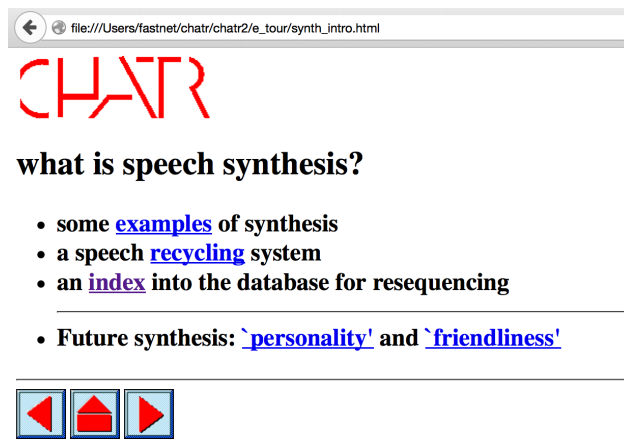 file:///Users/fastnet/chatr/chatr2/e_tour/synth_intro.html
CHATR
what is speech synthesis?
• some examples of synthesis
• a speech recycling system
• an index into the database for resequencing
• Future synthesis: `personality' and `friendliness'